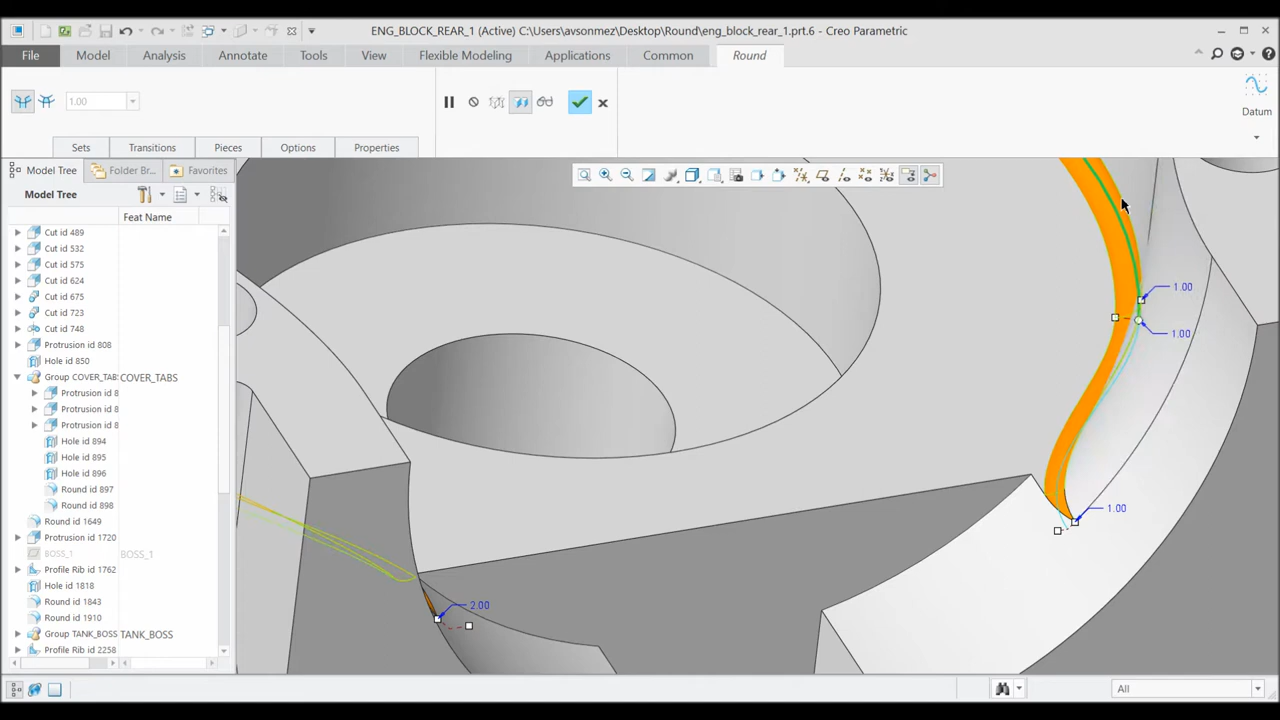 ENG_BLOCK_REAR_1 (Active) C:\Users\avsonmez\Desktop\Round\eng_block_rear_1.prt.6 - Creo Parametric
File Model Analysis Annotate Tools View Flexible Modeling Applications Common Round
1.00
Datum
Sets Transitions Pieces Options Properties
Model Tree Folder Br... Favorites
Model Tree
Feat Name
Cut id 489
Cut id 532
Cut id 575
Cut id 624
Cut id 675
Cut id 723
Cut id 748
Protrusion id 808
Hole id 850
Group COVER_TABS COVER_TABS
Protrusion id 8
Protrusion id 8
Protrusion id 8
Hole id 894
Hole id 895
Hole id 896
Round id 897
Round id 898
Round id 1649
Protrusion id 1720
BOSS_1 BOSS_1
Profile Rib id 1762
Hole id 1818
Round id 1843
Round id 1910
Group TANK_BOSS TANK_BOSS
Profile Rib id 2258
1.00
1.00
1.00
2.00
All